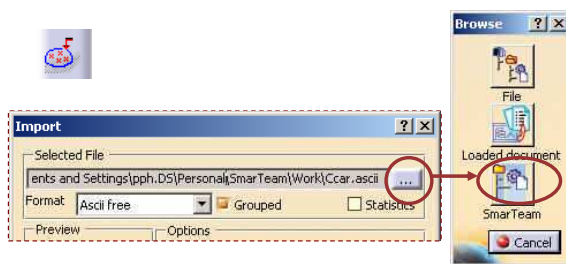 Browse
File
Loaded document
SmarTeam
Cancel
Import
Selected File
ents and Settings\pph.DS\Personal\SmarTeam\Work\Ccar.ascii
...
Format Ascii free Grouped Statistics
Preview Options